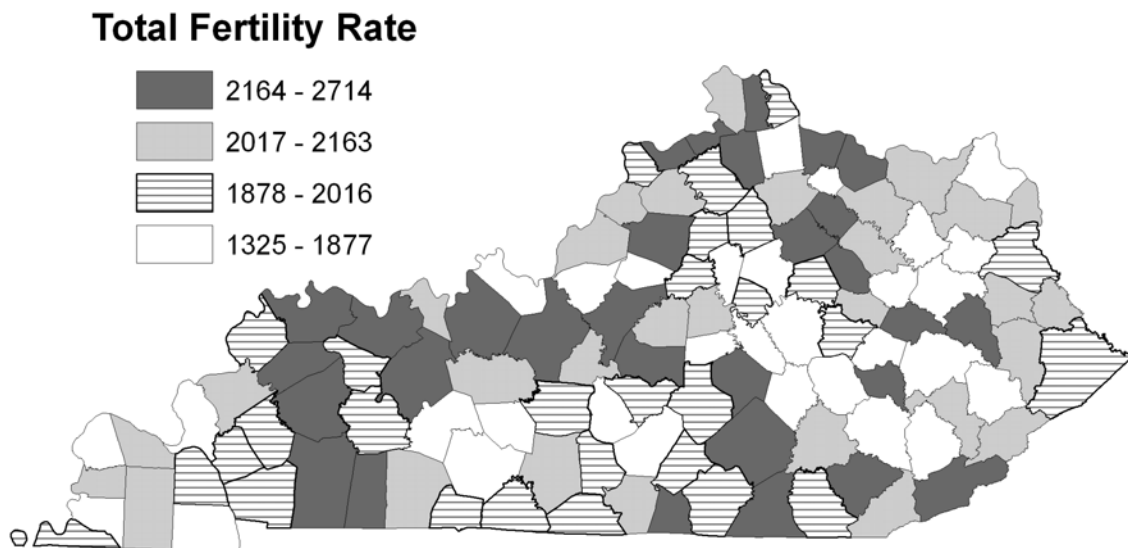 Total Fertility Rate
2164 - 2714
2017 - 2163
1878 - 2016
1325 - 1877